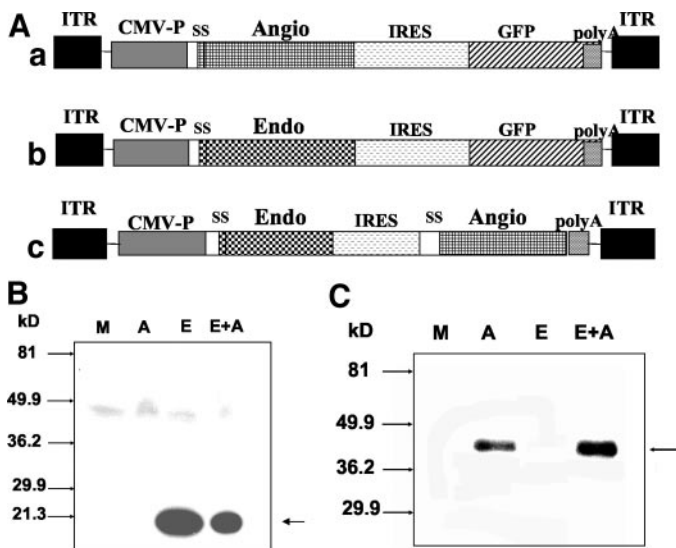 A
ITR CMV-P SS Angio IRES GFP polyA ITR
a
ITR CMV-P SS Endo IRES GFP polyA ITR
b
ITR CMV-P SS Endo IRES SS Angio polyA ITR
c
B
kD M A E E+A
81
49.9
36.2
29.9
21.3
C
kD M A E E+A
81
49.9
36.2
29.9